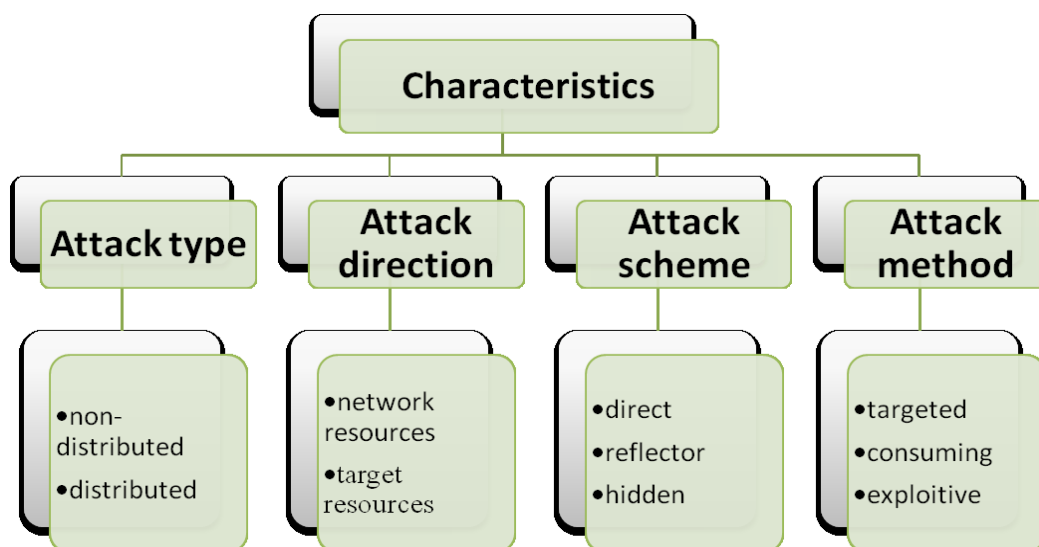 Characteristics
Attack type
•non-
distributed
•distributed
Attack
direction
•network
resources
•target
resources
Attack
scheme
•direct
•reflector
•hidden
Attack
method
•targeted
•consuming
•exploitive